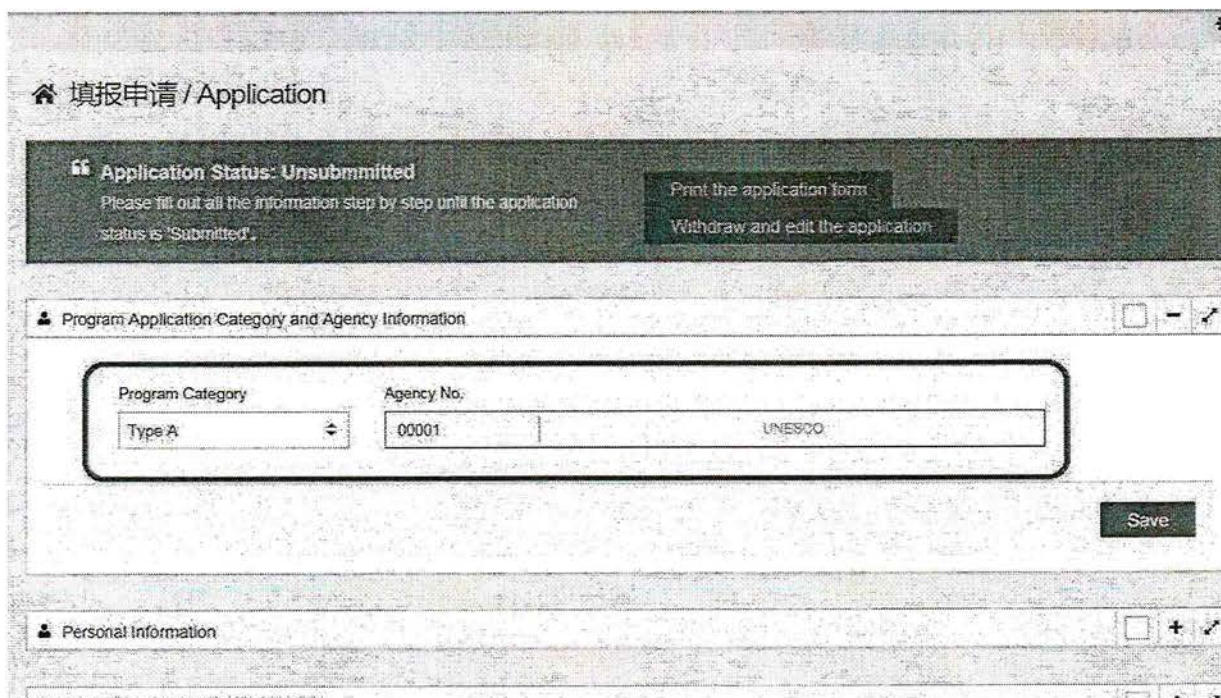 填报申请 / Application
Application Status: Unsubmmitted
Please fill out all the information step by step until the application
status is 'Submitted'.
Print the application form
Withdraw and edit the application
Program Application Category and Agency Information
Program Category
Agency No.
Type A
00001
UNESCO
Save
Personal Information